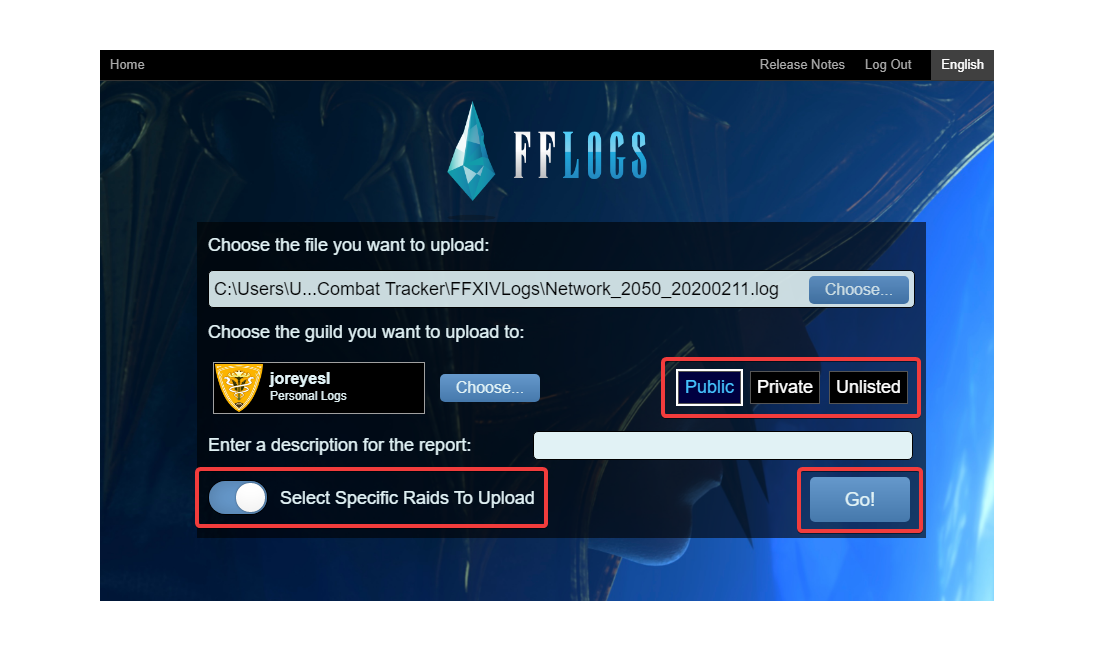 Home Release Notes Log Out English
FFLOGS
Choose the file you want to upload:
C:\Users\U...Combat Tracker\FFXIVLogs\Network_2050_20200211.log Choose...
Choose the guild you want to upload to:
joreyesl
Personal Logs
Choose...
Public Private Unlisted
Enter a description for the report:
Select Specific Raids To Upload Go!